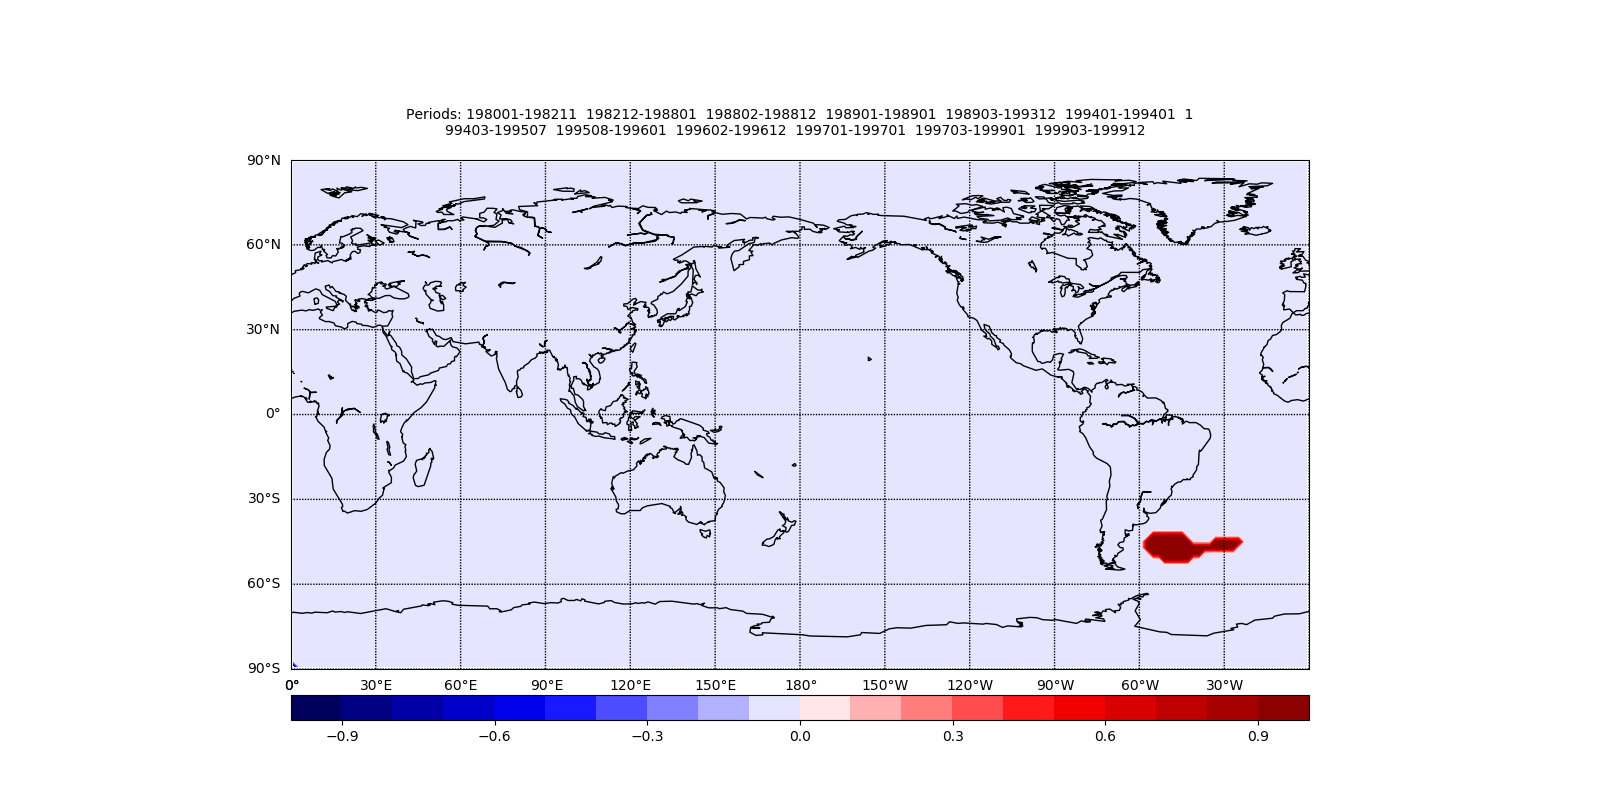 Periods: 198001-198211  198212-198801  198802-198812  198901-198901  198903-199312  199401-199401  1
99403-199507  199508-199601  199602-199612  199701-199701  199703-199901  199903-199912
90°N
60°N
30°N
0°
30°S
60°S
90°S
0° 30°E 60°E 90°E 120°E 150°E 180° 150°W 120°W 90°W 60°W 30°W
−0.9 −0.6 −0.3 0.0 0.3 0.6 0.9